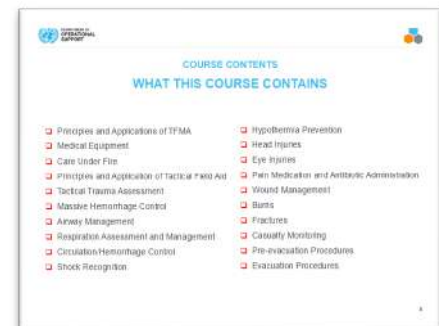 DEPARTMENT OF
OPERATIONAL
SUPPORT
COURSE CONTENTS
WHAT THIS COURSE CONTAINS
Principles and Applications of TFMA
Medical Equipment
Care Under Fire
Principles and Application of Tactical Field Aid
Tactical Trauma Assessment
Massive Hemorrhage Control
Airway Management
Respiration Assessment and Management
Circulation/Hemorrhage Control
Shock Recognition
Hypothermia Prevention
Head Injuries
Eye Injuries
Pain Medication and Antibiotic Administration
Wound Management
Burns
Fractures
Casualty Monitoring
Pre-evacuation Procedures
Evacuation Procedures